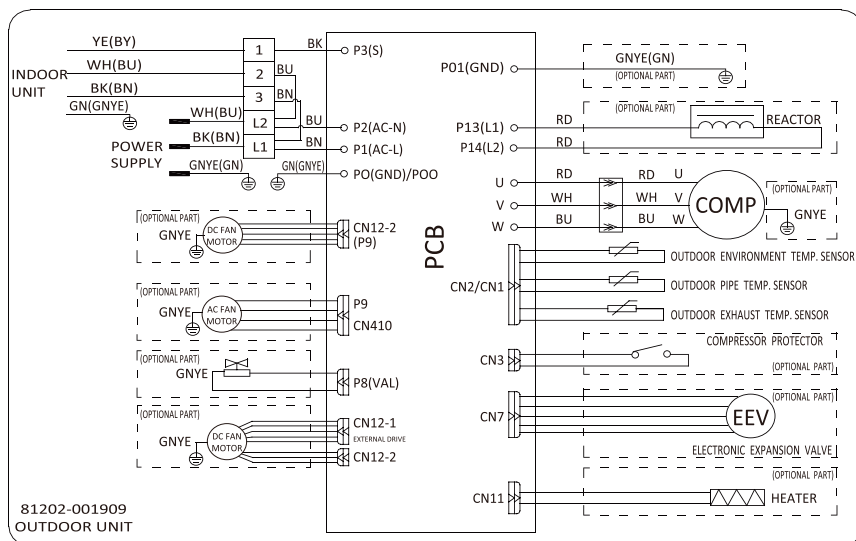 YE(BY)
1
BK
P3(S)
INDOOR
UNIT
WH(BU)
2
BU
BK(BN)
3
BN
GN(GNYE)
WH(BU)
L2
BU
P2(AC-N)
POWER
SUPPLY
BK(BN)
L1
BN
P1(AC-L)
GNYE(GN)
GN(GNYE)
PO(GND)/POO
(OPTIONAL PART)
GNYE
DC FAN
MOTOR
CN12-2
(P9)
(OPTIONAL PART)
GNYE
AC FAN
MOTOR
P9
CN410
(OPTIONAL PART)
GNYE
P8(VAL)
(OPTIONAL PART)
GNYE
DC FAN
MOTOR
CN12-1
EXTERNAL DRIVE
CN12-2
81202-001909
OUTDOOR UNIT
PCB
P01(GND)
GNYE(GN)
(OPTIONAL PART)
(OPTIONAL PART)
P13(L1)
RD
REACTOR
P14(L2)
RD
U
RD
RD
U
V
WH
WH
V
W
BU
BU
W
COMP
(OPTIONAL PART)
GNYE
CN2/CN1
OUTDOOR ENVIRONMENT TEMP. SENSOR
OUTDOOR PIPE TEMP. SENSOR
OUTDOOR EXHAUST TEMP. SENSOR
COMPRESSOR PROTECTOR
CN3
(OPTIONAL PART)
CN7
(OPTIONAL PART)
EEV
ELECTRONIC EXPANSION VALVE
(OPTIONAL PART)
CN11
HEATER